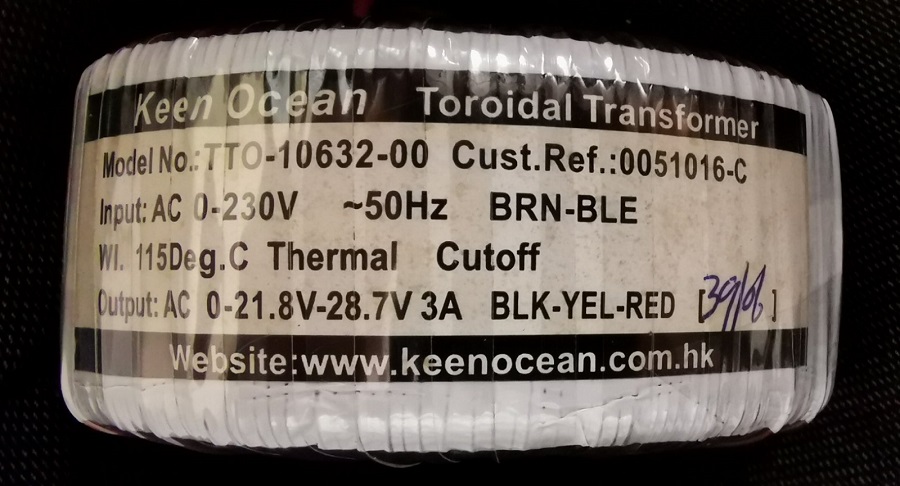 Keen Ocean Toroidal Transformer
Model No.:TTO-10632-00 Cust.Ref.:0051016-C
Input: AC 0-230V ~50Hz BRN-BLE
WI. 115Deg.C Thermal Cutoff
Output: AC 0-21.8V-28.7V 3A BLK-YEL-RED [39/06]
Website:www.keenocean.com.hk